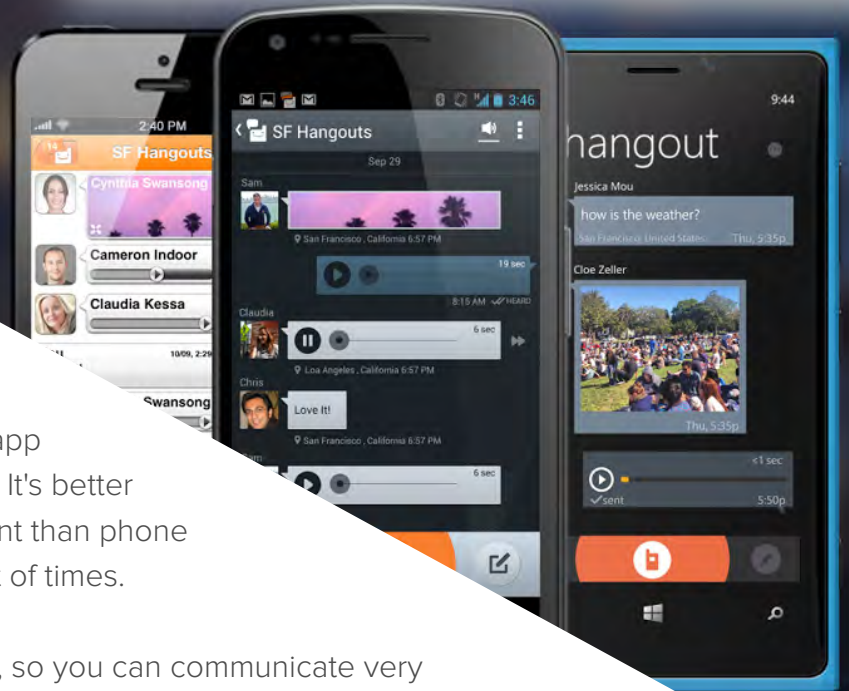 2:40 PM
14
SF Hangouts
Cynthia Swansong
Cameron Indoor
Claudia Kessa
10/09, 2:29
Swansong
3:46
SF Hangouts
Sep 29
Sam
San Francisco , California 6:57 PM
19 sec
8:15 AM HEARD
Claudia
6 sec
Loa Angeles , California 6:57 PM
Chris
Love It!
San Francisco , California 6:57 PM
Sam
6 sec
9:44
hangout
Jessica Mou
how is the weather?
San Francisco, United States
Thu, 5:35p
Cloe Zeller
Thu, 5:35p
<1 sec
sent
5:50p
app
It's better
nt than phone
of times.
, so you can communicate very